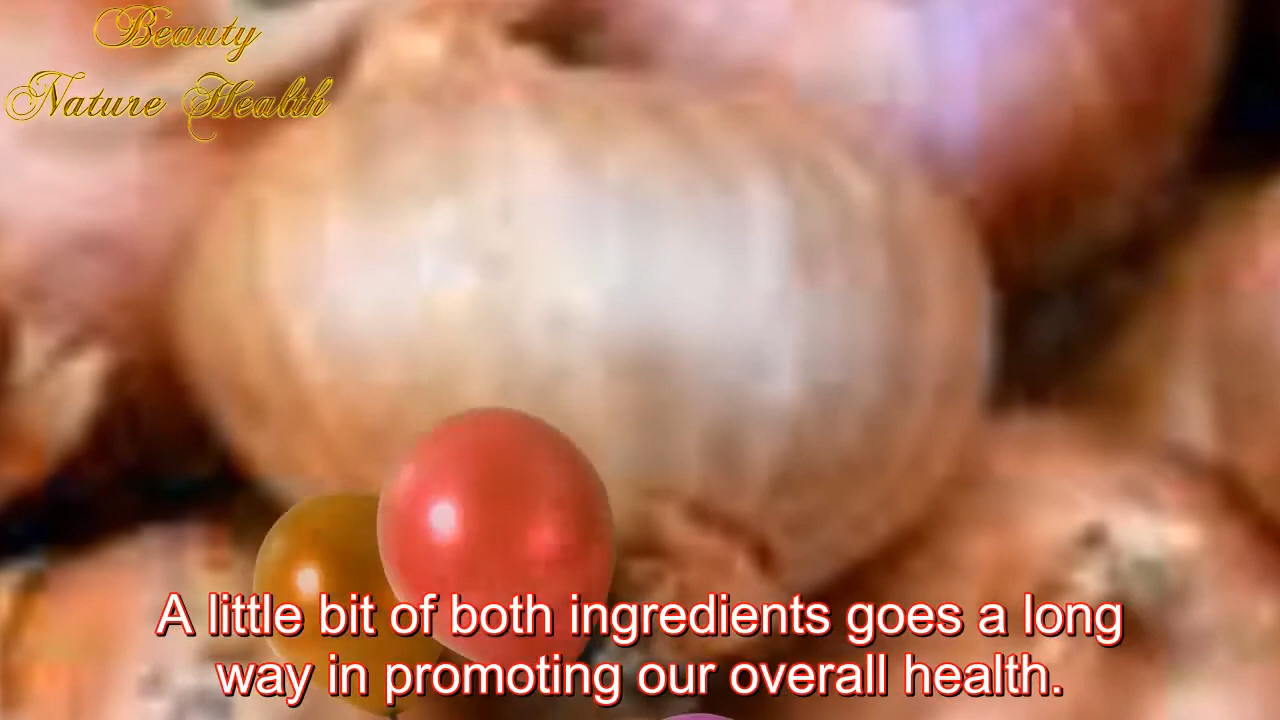 Beauty
Nature Health
A little bit of both ingredients goes a long
way in promoting our overall health.